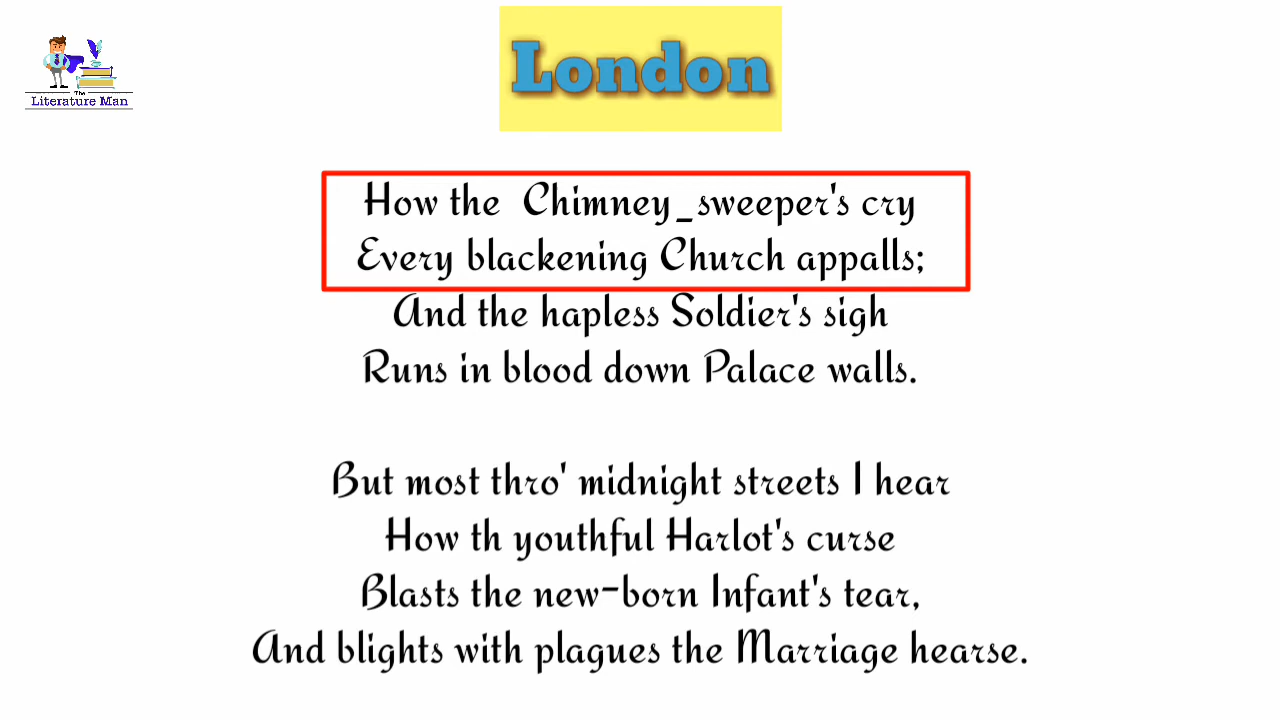 The
Literature Man
London
How the Chimney_sweeper's cry
Every blackening Church appalls;
And the hapless Soldier's sigh
Runs in blood down Palace walls.
But most thro' midnight streets I hear
How th youthful Harlot's curse
Blasts the new-born Infant's tear,
And blights with plagues the Marriage hearse.